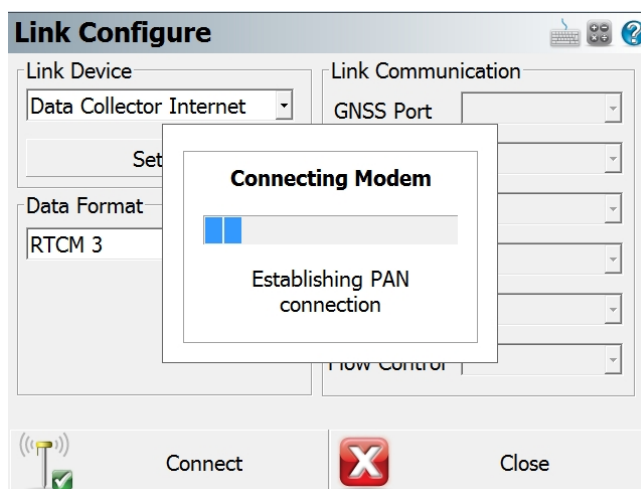 Link Configure
Link Device
Data Collector Internet
Set
Data Format
RTCM 3
Link Communication
GNSS Port
Connecting Modem
Establishing PAN
connection
Flow Control
Connect
Close